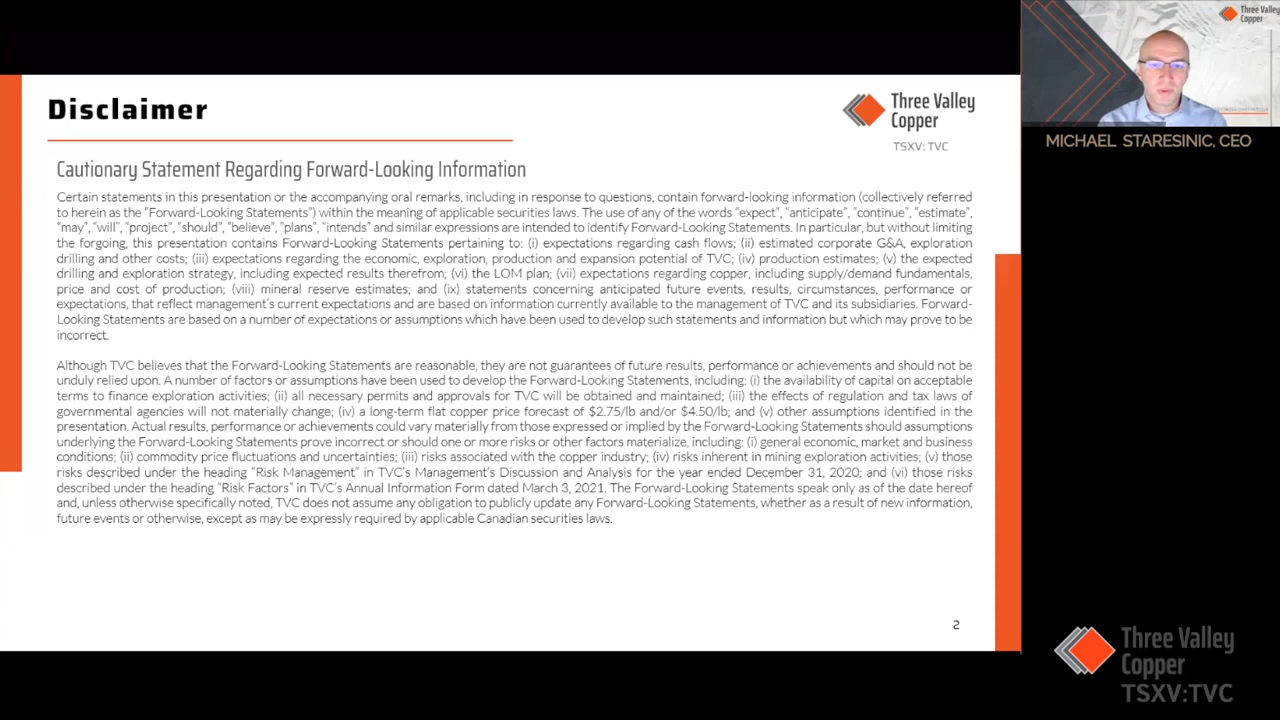 Disclaimer
Three Valley
Copper
TSXV: TVC
Cautionary Statement Regarding Forward-Looking Information
Certain statements in this presentation or the accompanying oral remarks, including in response to questions, contain forward-looking information (collectively referred
to herein as the “Forward-Looking Statements”) within the meaning of applicable securities laws. The use of any of the words “expect”, “anticipate”, “continue”, “estimate”,
“may”, “will”, “project”, “should”, “believe”, “plans”, “intends” and similar expressions are intended to identify Forward-Looking Statements. In particular, but without limiting
the forgoing, this presentation contains Forward-Looking Statements pertaining to: (i) expectations regarding cash flows; (ii) estimated corporate G&A, exploration
drilling and other costs; (iii) expectations regarding the economic, exploration, production and expansion potential of TVC; (iv) production estimates; (v) the expected
drilling and exploration strategy, including expected results therefrom; (vi) the LOM plan; (vii) expectations regarding copper, including supply/demand fundamentals,
price and cost of production; (viii) mineral reserve estimates; and (ix) statements concerning anticipated future events, results, circumstances, performance or
expectations, that reflect management’s current expectations and are based on information currently available to the management of TVC and its subsidiaries. Forward-
Looking Statements are based on a number of expectations or assumptions which have been used to develop such statements and information but which may prove to be
incorrect.
Although TVC believes that the Forward-Looking Statements are reasonable, they are not guarantees of future results, performance or achievements and should not be
unduly relied upon. A number of factors or assumptions have been used to develop the Forward-Looking Statements, including: (i) the availability of capital on acceptable
terms to finance exploration activities; (ii) all necessary permits and approvals for TVC will be obtained and maintained; (iii) the effects of regulation and tax laws of
governmental agencies will not materially change; (iv) a long-term flat copper price forecast of $2.75/lb and/or $4.50/lb; and (v) other assumptions identified in the
presentation. Actual results, performance or achievements could vary materially from those expressed or implied by the Forward-Looking Statements should assumptions
underlying the Forward-Looking Statements prove incorrect or should one or more risks or other factors materialize, including: (i) general economic, market and business
conditions; (ii) commodity price fluctuations and uncertainties; (iii) risks associated with the copper industry; (iv) risks inherent in mining exploration activities; (v) those
risks described under the heading “Risk Management” in TVC’s Management’s Discussion and Analysis for the year ended December 31, 2020; and (vi) those risks
described under the heading “Risk Factors” in TVC’s Annual Information Form dated March 3, 2021. The Forward-Looking Statements speak only as of the date hereof
and, unless otherwise specifically noted, TVC does not assume any obligation to publicly update any Forward-Looking Statements, whether as a result of new information,
future events or otherwise, except as may be expressly required by applicable Canadian securities laws.
2
Three Valley
Copper
MICHAEL STARESINIC, CEO
Three Valley
Copper
TSXV:TVC